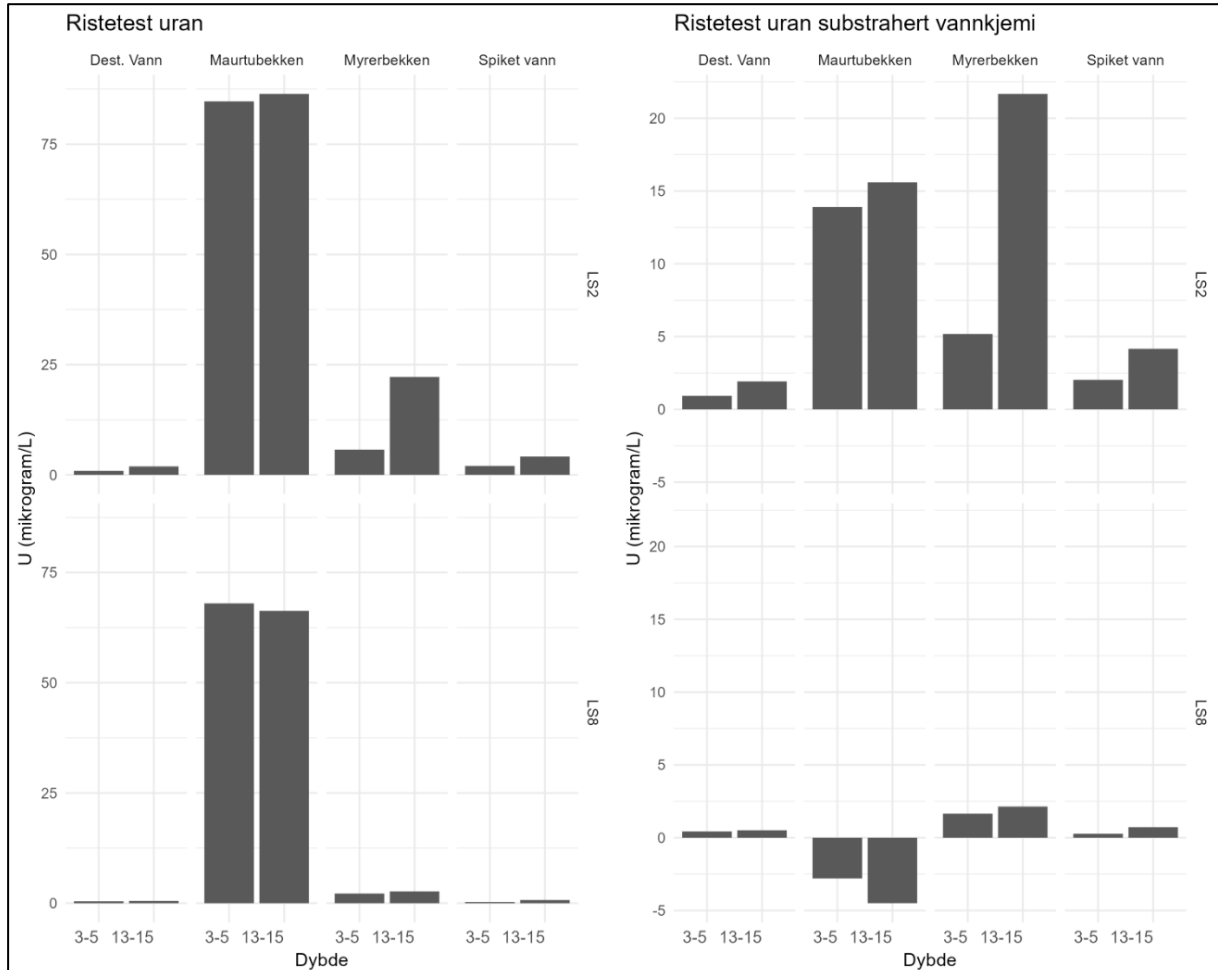 Ristetest uran
Dest. Vann Maurtubekken Myrerbekken Spiket vann
75
50
25
0
LS2
75
50
25
0
LS8
U (mikrogram/L)
3-5 13-15 3-5 13-15 3-5 13-15 3-5 13-15
Dybde
Ristetest uran substrahert vannkjemi
Dest. Vann Maurtubekken Myrerbekken Spiket vann
20
15
10
5
0
-5
LS2
20
15
10
5
0
-5
LS8
U (mikrogram/L)
3-5 13-15 3-5 13-15 3-5 13-15 3-5 13-15
Dybde